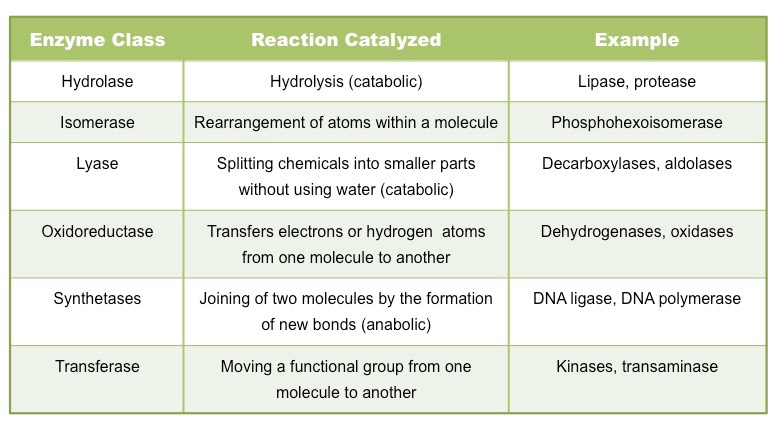 Enzyme Class Reaction Catalyzed Example
Hydrolase Hydrolysis (catabolic) Lipase, protease
Isomerase Rearrangement of atoms within a molecule Phosphohexoisomerase
Lyase Splitting chemicals into smaller parts Decarboxylases, aldolases
without using water (catabolic)
Oxidoreductase Transfers electrons or hydrogen atoms Dehydrogenases, oxidases
from one molecule to another
Synthetases Joining of two molecules by the formation DNA ligase, DNA polymerase
of new bonds (anabolic)
Transferase Moving a functional group from one Kinases, transaminase
molecule to another